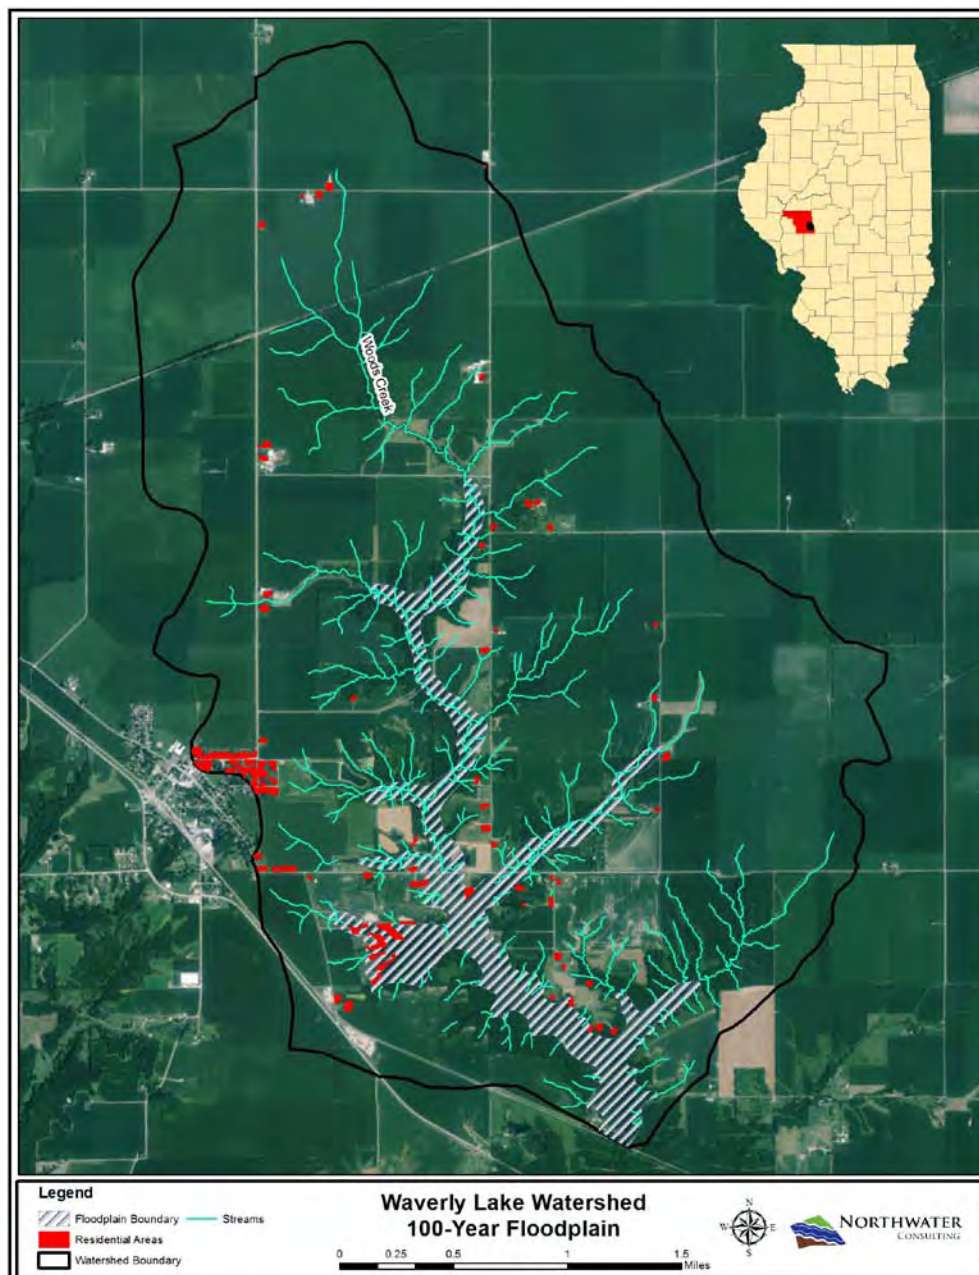 Woods Creek
Legend
Floodplain Boundary
Streams
Residential Areas
Watershed Boundary
Waverly Lake Watershed
100-Year Floodplain
0 0.25 0.5 1 1.5
Miles
N
W E
S
NORTHWATER
CONSULTING